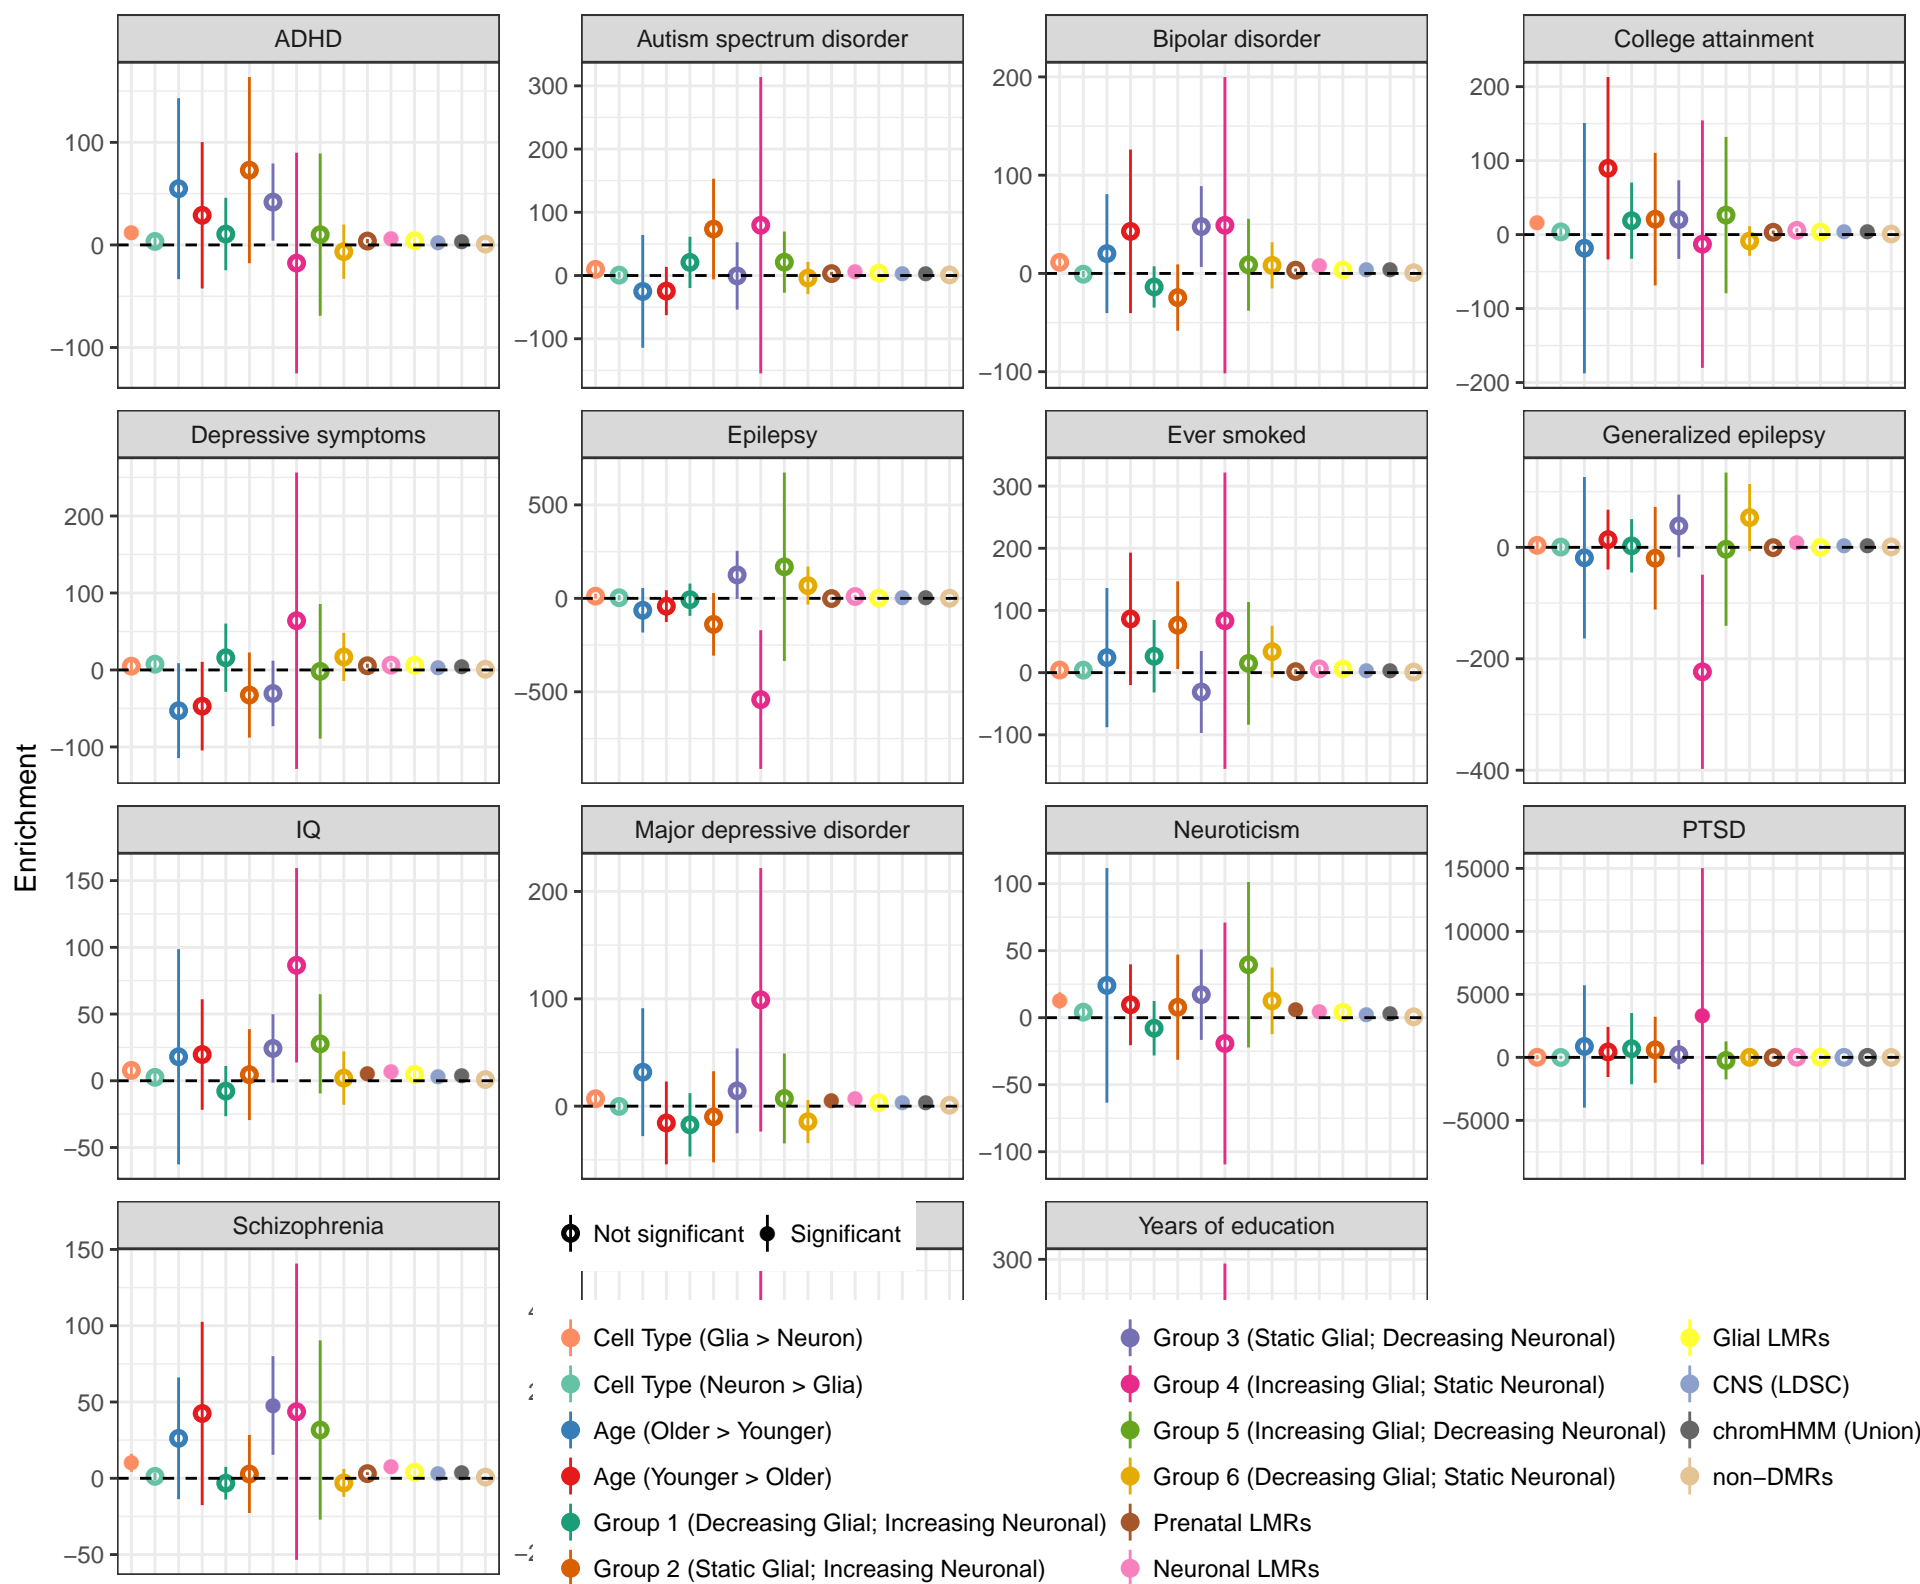 ADHD
Autism spectrum disorder
Bipolar disorder
College attainment
100
0
−100
300
200
100
0
−100
200
100
0
−100
200
100
0
−100
−200
Depressive symptoms
Epilepsy
Ever smoked
Generalized epilepsy
200
100
0
−100
500
0
−500
300
200
100
0
−100
0
−200
−400
Enrichment
IQ
Major depressive disorder
Neuroticism
PTSD
150
100
50
0
−50
200
100
0
100
50
0
−50
−100
15000
10000
5000
0
−5000
Schizophrenia
Not significant
Significant
Years of education
150
100
50
0
−50
300
Cell Type (Glia > Neuron)
Cell Type (Neuron > Glia)
Age (Older > Younger)
Age (Younger > Older)
Group 1 (Decreasing Glial; Increasing Neuronal)
Group 2 (Static Glial; Increasing Neuronal)
Group 3 (Static Glial; Decreasing Neuronal)
Group 4 (Increasing Glial; Static Neuronal)
Group 5 (Increasing Glial; Decreasing Neuronal)
Group 6 (Decreasing Glial; Static Neuronal)
Prenatal LMRs
Neuronal LMRs
Glial LMRs
CNS (LDSC)
chromHMM (Union)
non−DMRs